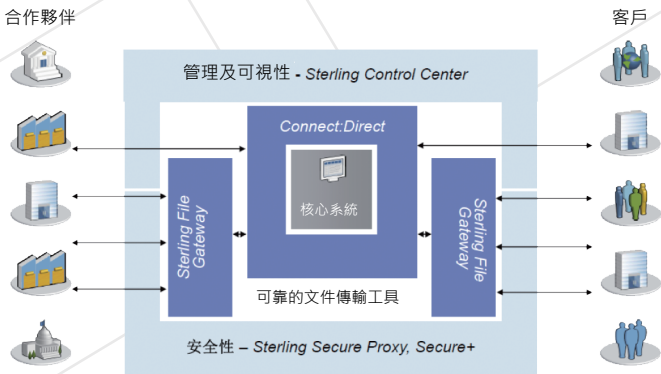 合作夥伴
客戶
管理及可視性 - Sterling Control Center
Connect:Direct
核心系統
Sterling File
Gateway
Sterling File
Gateway
可靠的文件傳輸工具
安全性 – Sterling Secure Proxy, Secure+